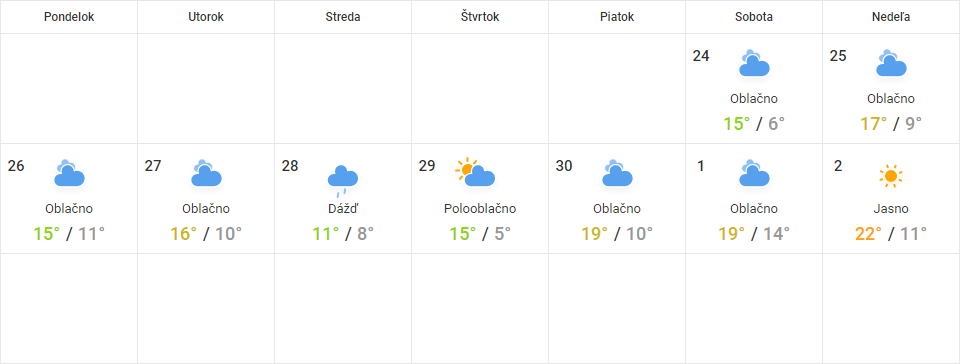 Pondelok Utorok Streda Štvrtok Piatok Sobota Nedeľa
24 25
Oblačno Oblačno
15° / 6° 17° / 9°
26 27 28 29 30 1 2
Oblačno Oblačno Dážď Polooblačno Oblačno Oblačno Jasno
15° / 11° 16° / 10° 11° / 8° 15° / 5° 19° / 10° 19° / 14° 22° / 11°